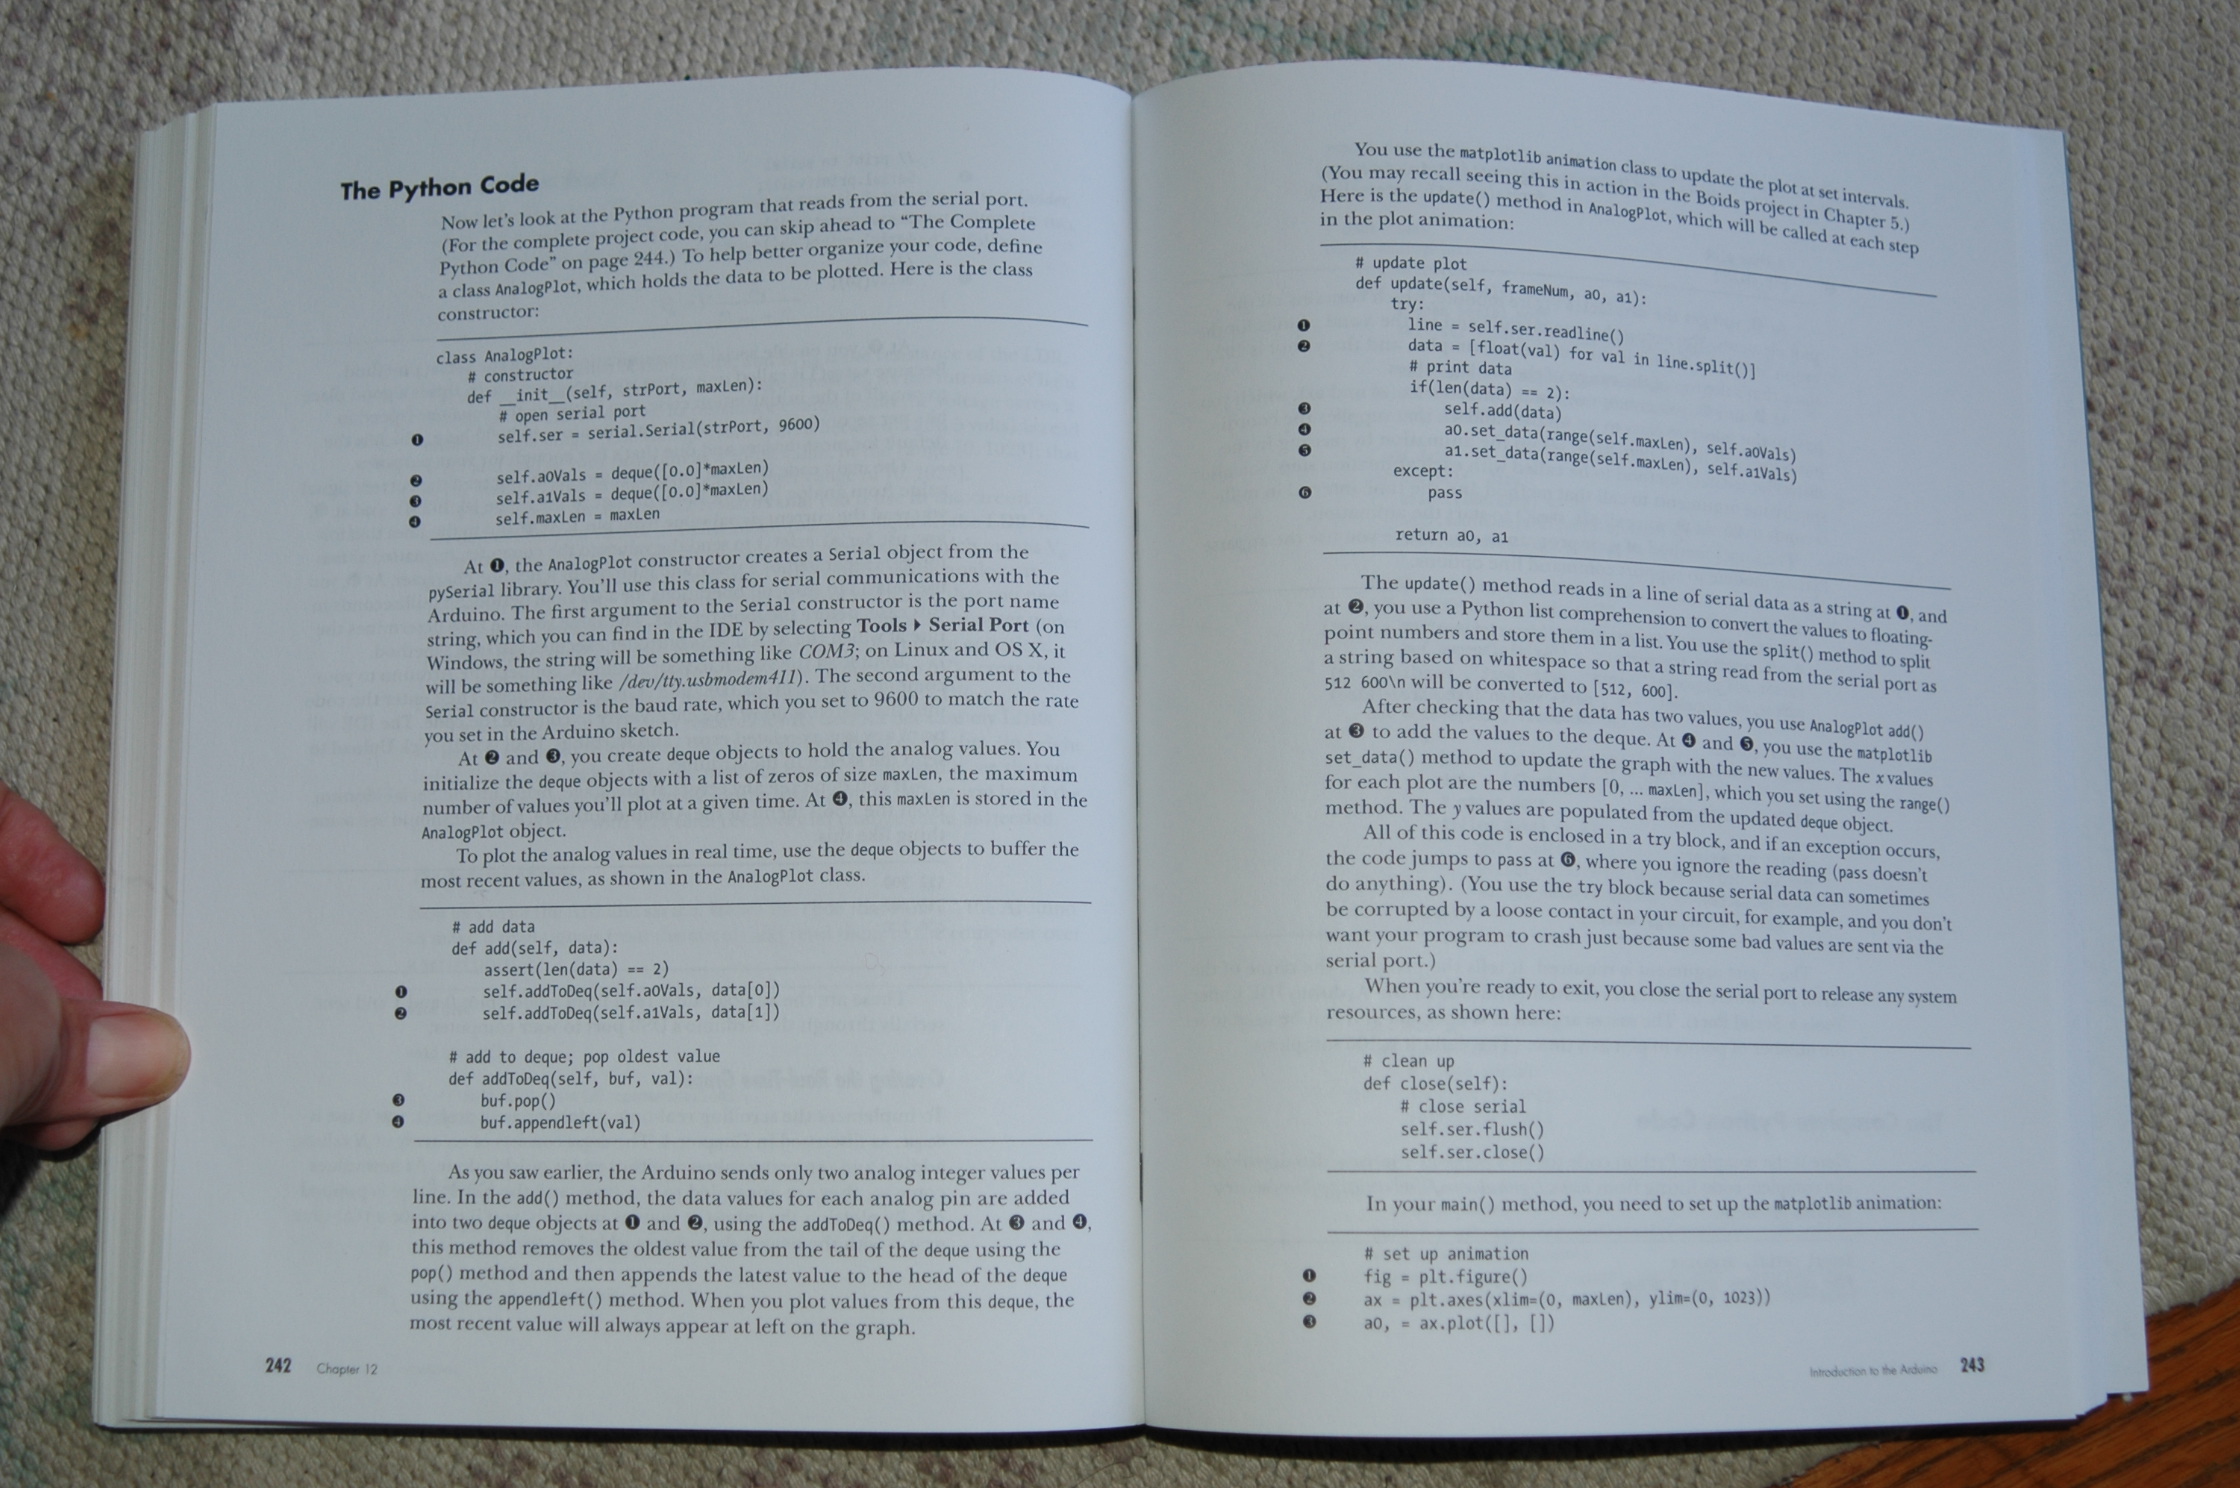 The Python Code
Now let's look at the Python program that reads from the serial port.
(For the complete project code, you can skip ahead to “The Complete
Python Code” on page 244.) To help better organize your code, define
a class AnalogPlot, which holds the data to be plotted. Here is the class
constructor:
class AnalogPlot:
# constructor
def __init__(self, strPort, maxLen):
# open serial port
❶ self.ser = serial.Serial(strPort, 9600)
❷ self.a0Vals = deque([0.0]*maxLen)
❸ self.a1Vals = deque([0.0]*maxLen)
❹ self.maxLen = maxLen
At ❶, the AnalogPlot constructor creates a Serial object from the
pySerial library. You'll use this class for serial communications with the
Arduino. The first argument to the Serial constructor is the port name
string, which you can find in the IDE by selecting Tools ▸ Serial Port (on
Windows, the string will be something like COM3; on Linux and OS X, it
will be something like /dev/tty.usbmodem411). The second argument to the
Serial constructor is the baud rate, which you set to 9600 to match the rate
you set in the Arduino sketch.
At ❷ and ❸, you create deque objects to hold the analog values. You
initialize the deque objects with a list of zeros of size maxLen, the maximum
number of values you'll plot at a given time. At ❹, this maxLen is stored in the
AnalogPlot object.
To plot the analog values in real time, use the deque objects to buffer the
most recent values, as shown in the AnalogPlot class.
# add data
def add(self, data):
assert(len(data) == 2)
❶ self.addToDeq(self.a0Vals, data[0])
❷ self.addToDeq(self.a1Vals, data[1])
# add to deque; pop oldest value
def addToDeq(self, buf, val):
❸ buf.pop()
❹ buf.appendleft(val)
As you saw earlier, the Arduino sends only two analog integer values per
line. In the add() method, the data values for each analog pin are added
into two deque objects at ❶ and ❷, using the addToDeq() method. At ❸ and ❹,
this method removes the oldest value from the tail of the deque using the
pop() method and then appends the latest value to the head of the deque
using the appendleft() method. When you plot values from this deque, the
most recent value will always appear at left on the graph.
242 Chapter 12
You use the matplotlib animation class to update the plot at set intervals.
(You may recall seeing this in action in the Boids project in Chapter 5.)
Here is the update() method in AnalogPlot, which will be called at each step
in the plot animation:
# update plot
def update(self, frameNum, a0, a1):
try:
❶ line = self.ser.readline()
❷ data = [float(val) for val in line.split()]
# print data
if(len(data) == 2):
❸ self.add(data)
❹ a0.set_data(range(self.maxLen), self.a0Vals)
❺ a1.set_data(range(self.maxLen), self.a1Vals)
except:
❻ pass
return a0, a1
The update() method reads in a line of serial data as a string at ❶, and
at ❷, you use a Python list comprehension to convert the values to floating-
point numbers and store them in a list. You use the split() method to split
a string based on whitespace so that a string read from the serial port as
512 600\n will be converted to [512, 600].
After checking that the data has two values, you use AnalogPlot add()
at ❸ to add the values to the deque. At ❹ and ❺, you use the matplotlib
set_data() method to update the graph with the new values. The x values
for each plot are the numbers [0, ... maxLen], which you set using the range()
method. The y values are populated from the updated deque object.
All of this code is enclosed in a try block, and if an exception occurs,
the code jumps to pass at ❻, where you ignore the reading (pass doesn't
do anything). (You use the try block because serial data can sometimes
be corrupted by a loose contact in your circuit, for example, and you don't
want your program to crash just because some bad values are sent via the
serial port.)
When you're ready to exit, you close the serial port to release any system
resources, as shown here:
# clean up
def close(self):
# close serial
self.ser.flush()
self.ser.close()
In your main() method, you need to set up the matplotlib animation:
# set up animation
❶ fig = plt.figure()
❷ ax = plt.axes(xlim=(0, maxLen), ylim=(0, 1023))
❸ a0, = ax.plot([], [])
Introduction to the Arduino 243